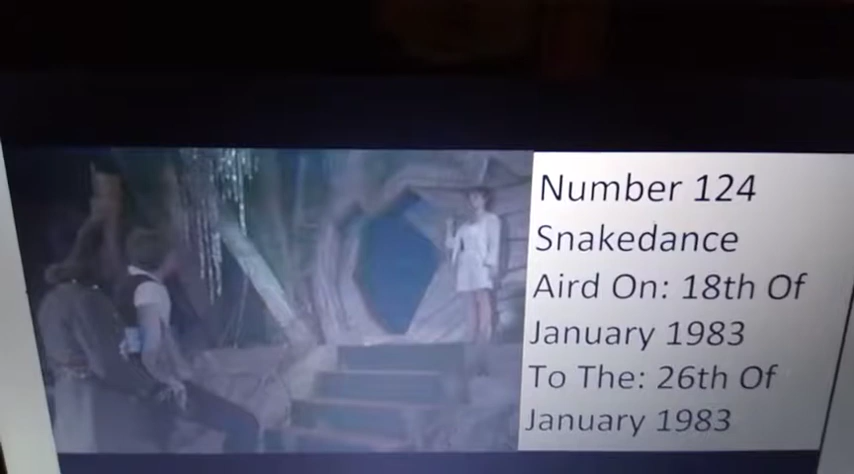 Number 124
Snakedance
Aird On: 18th Of
January 1983
To The: 26th Of
January 1983